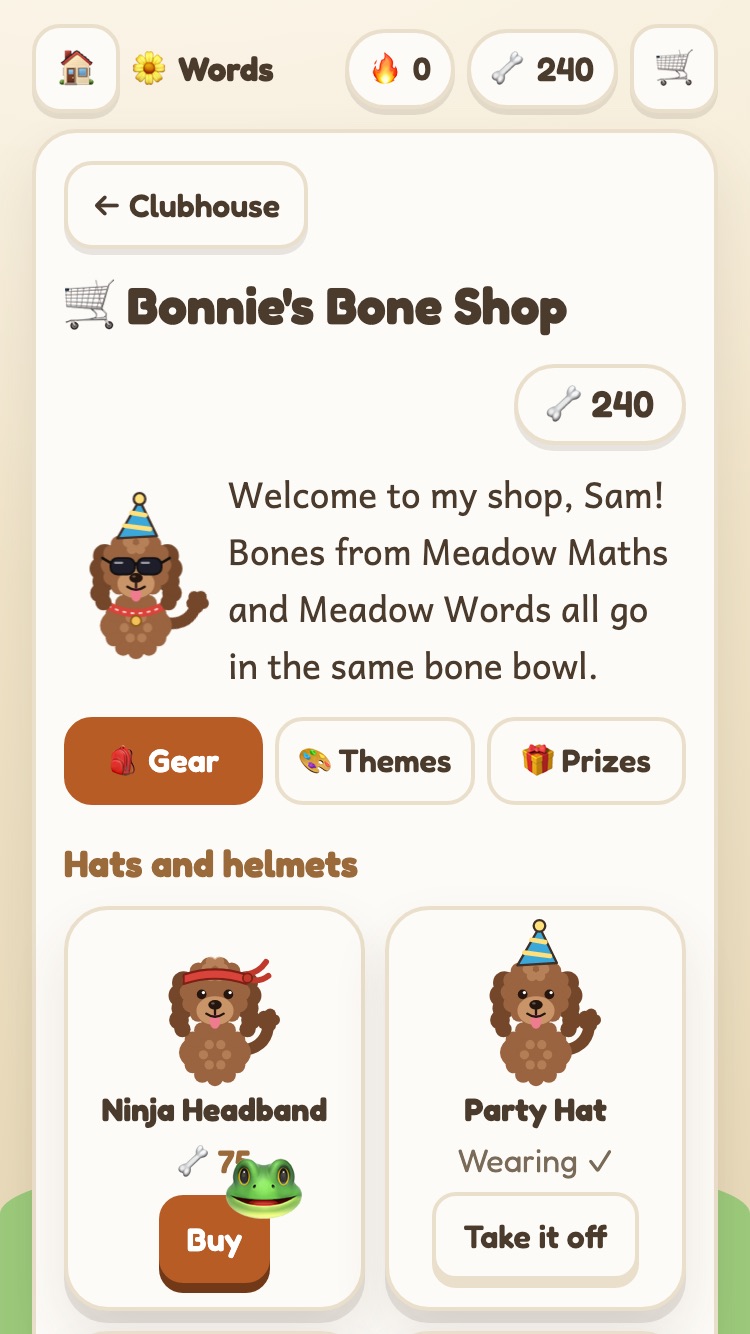 Words
0
240
← Clubhouse
Bonnie's Bone Shop
240
Welcome to my shop, Sam!
Bones from Meadow Maths
and Meadow Words all go
in the same bone bowl.
Gear
Themes
Prizes
Hats and helmets
Ninja Headband
Party Hat
75
Wearing ✓
Buy
Take it off